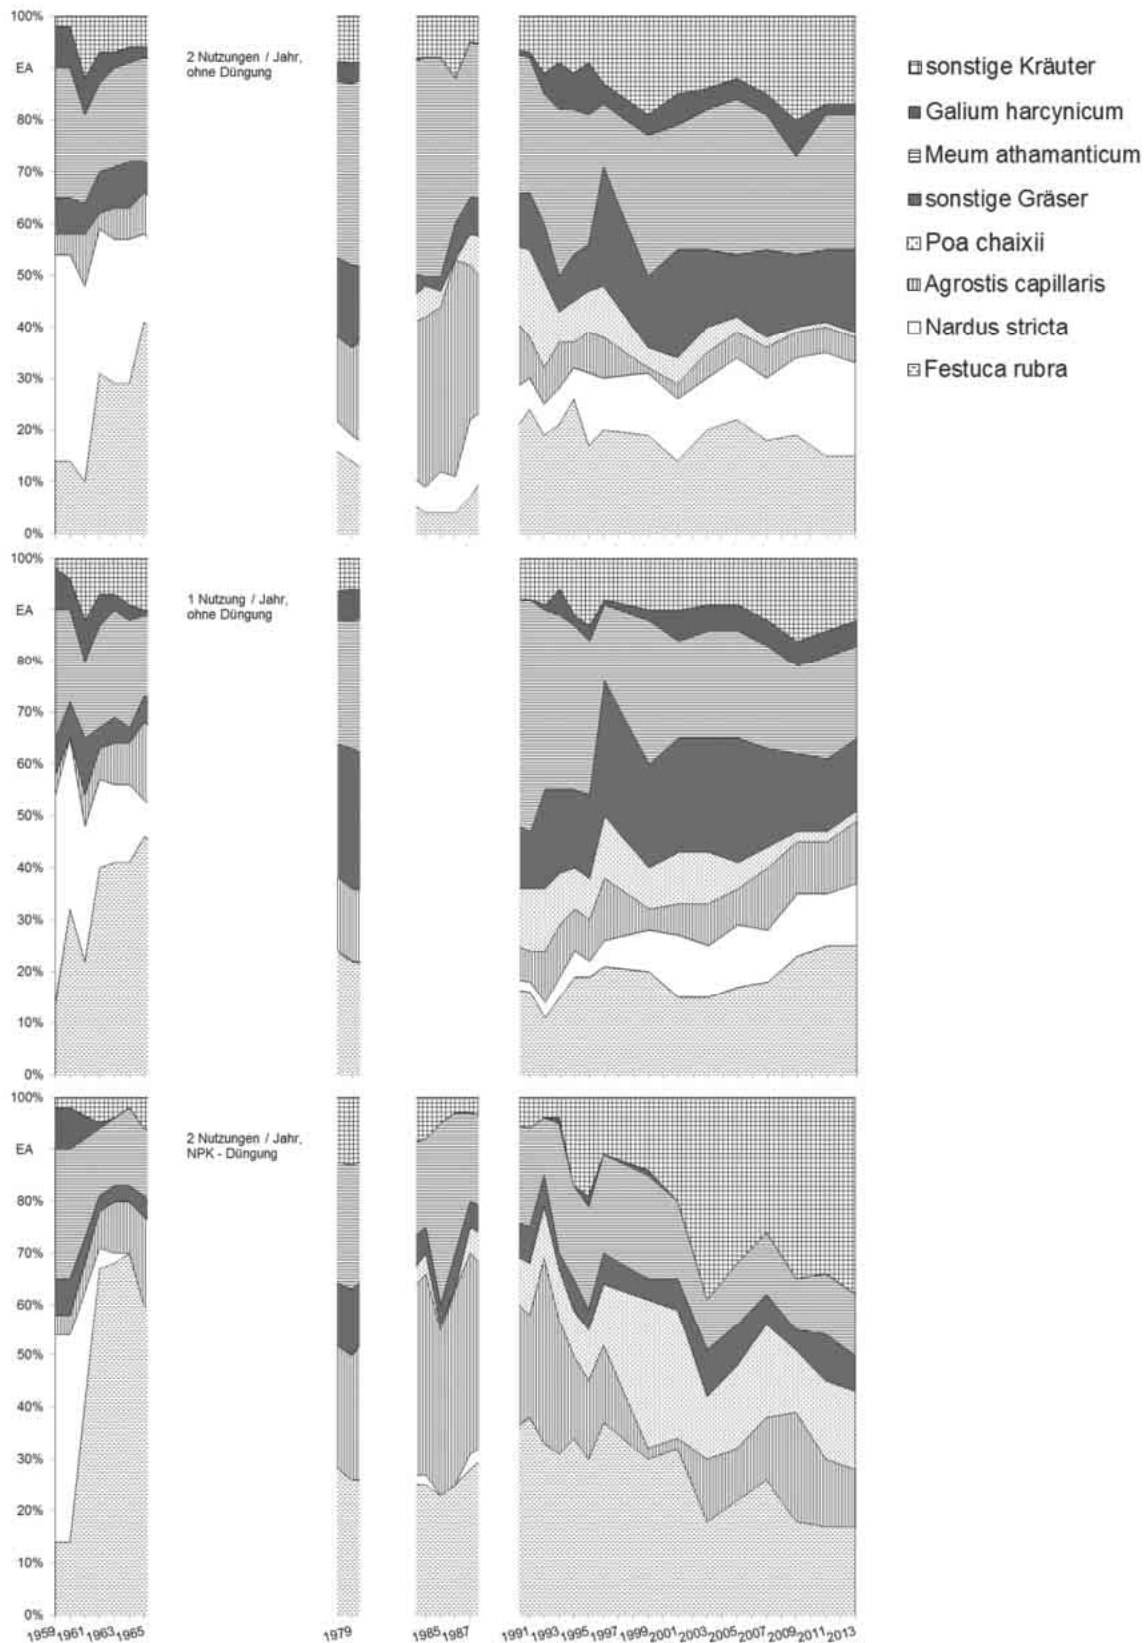 100%
EA
80%
70%
60%
50%
40%
30%
20%
10%
0%
2 Nutzungen / Jahr,
ohne Düngung
sonstige Kräuter
Galium harcynicum
Meum athamanticum
sonstige Gräser
Poa chaixii
Agrostis capillaris
Nardus stricta
Festuca rubra
100%
EA
80%
70%
60%
50%
40%
30%
20%
10%
0%
1 Nutzung / Jahr,
ohne Düngung
100%
EA
80%
70%
60%
50%
40%
30%
20%
10%
0%
2 Nutzungen / Jahr,
NPK - Düngung
1959 1961 1963 1965 1979 1985 1987 1991 1993 1995 1997 1999 2001 2003 2005 2007 2009 2011 2013